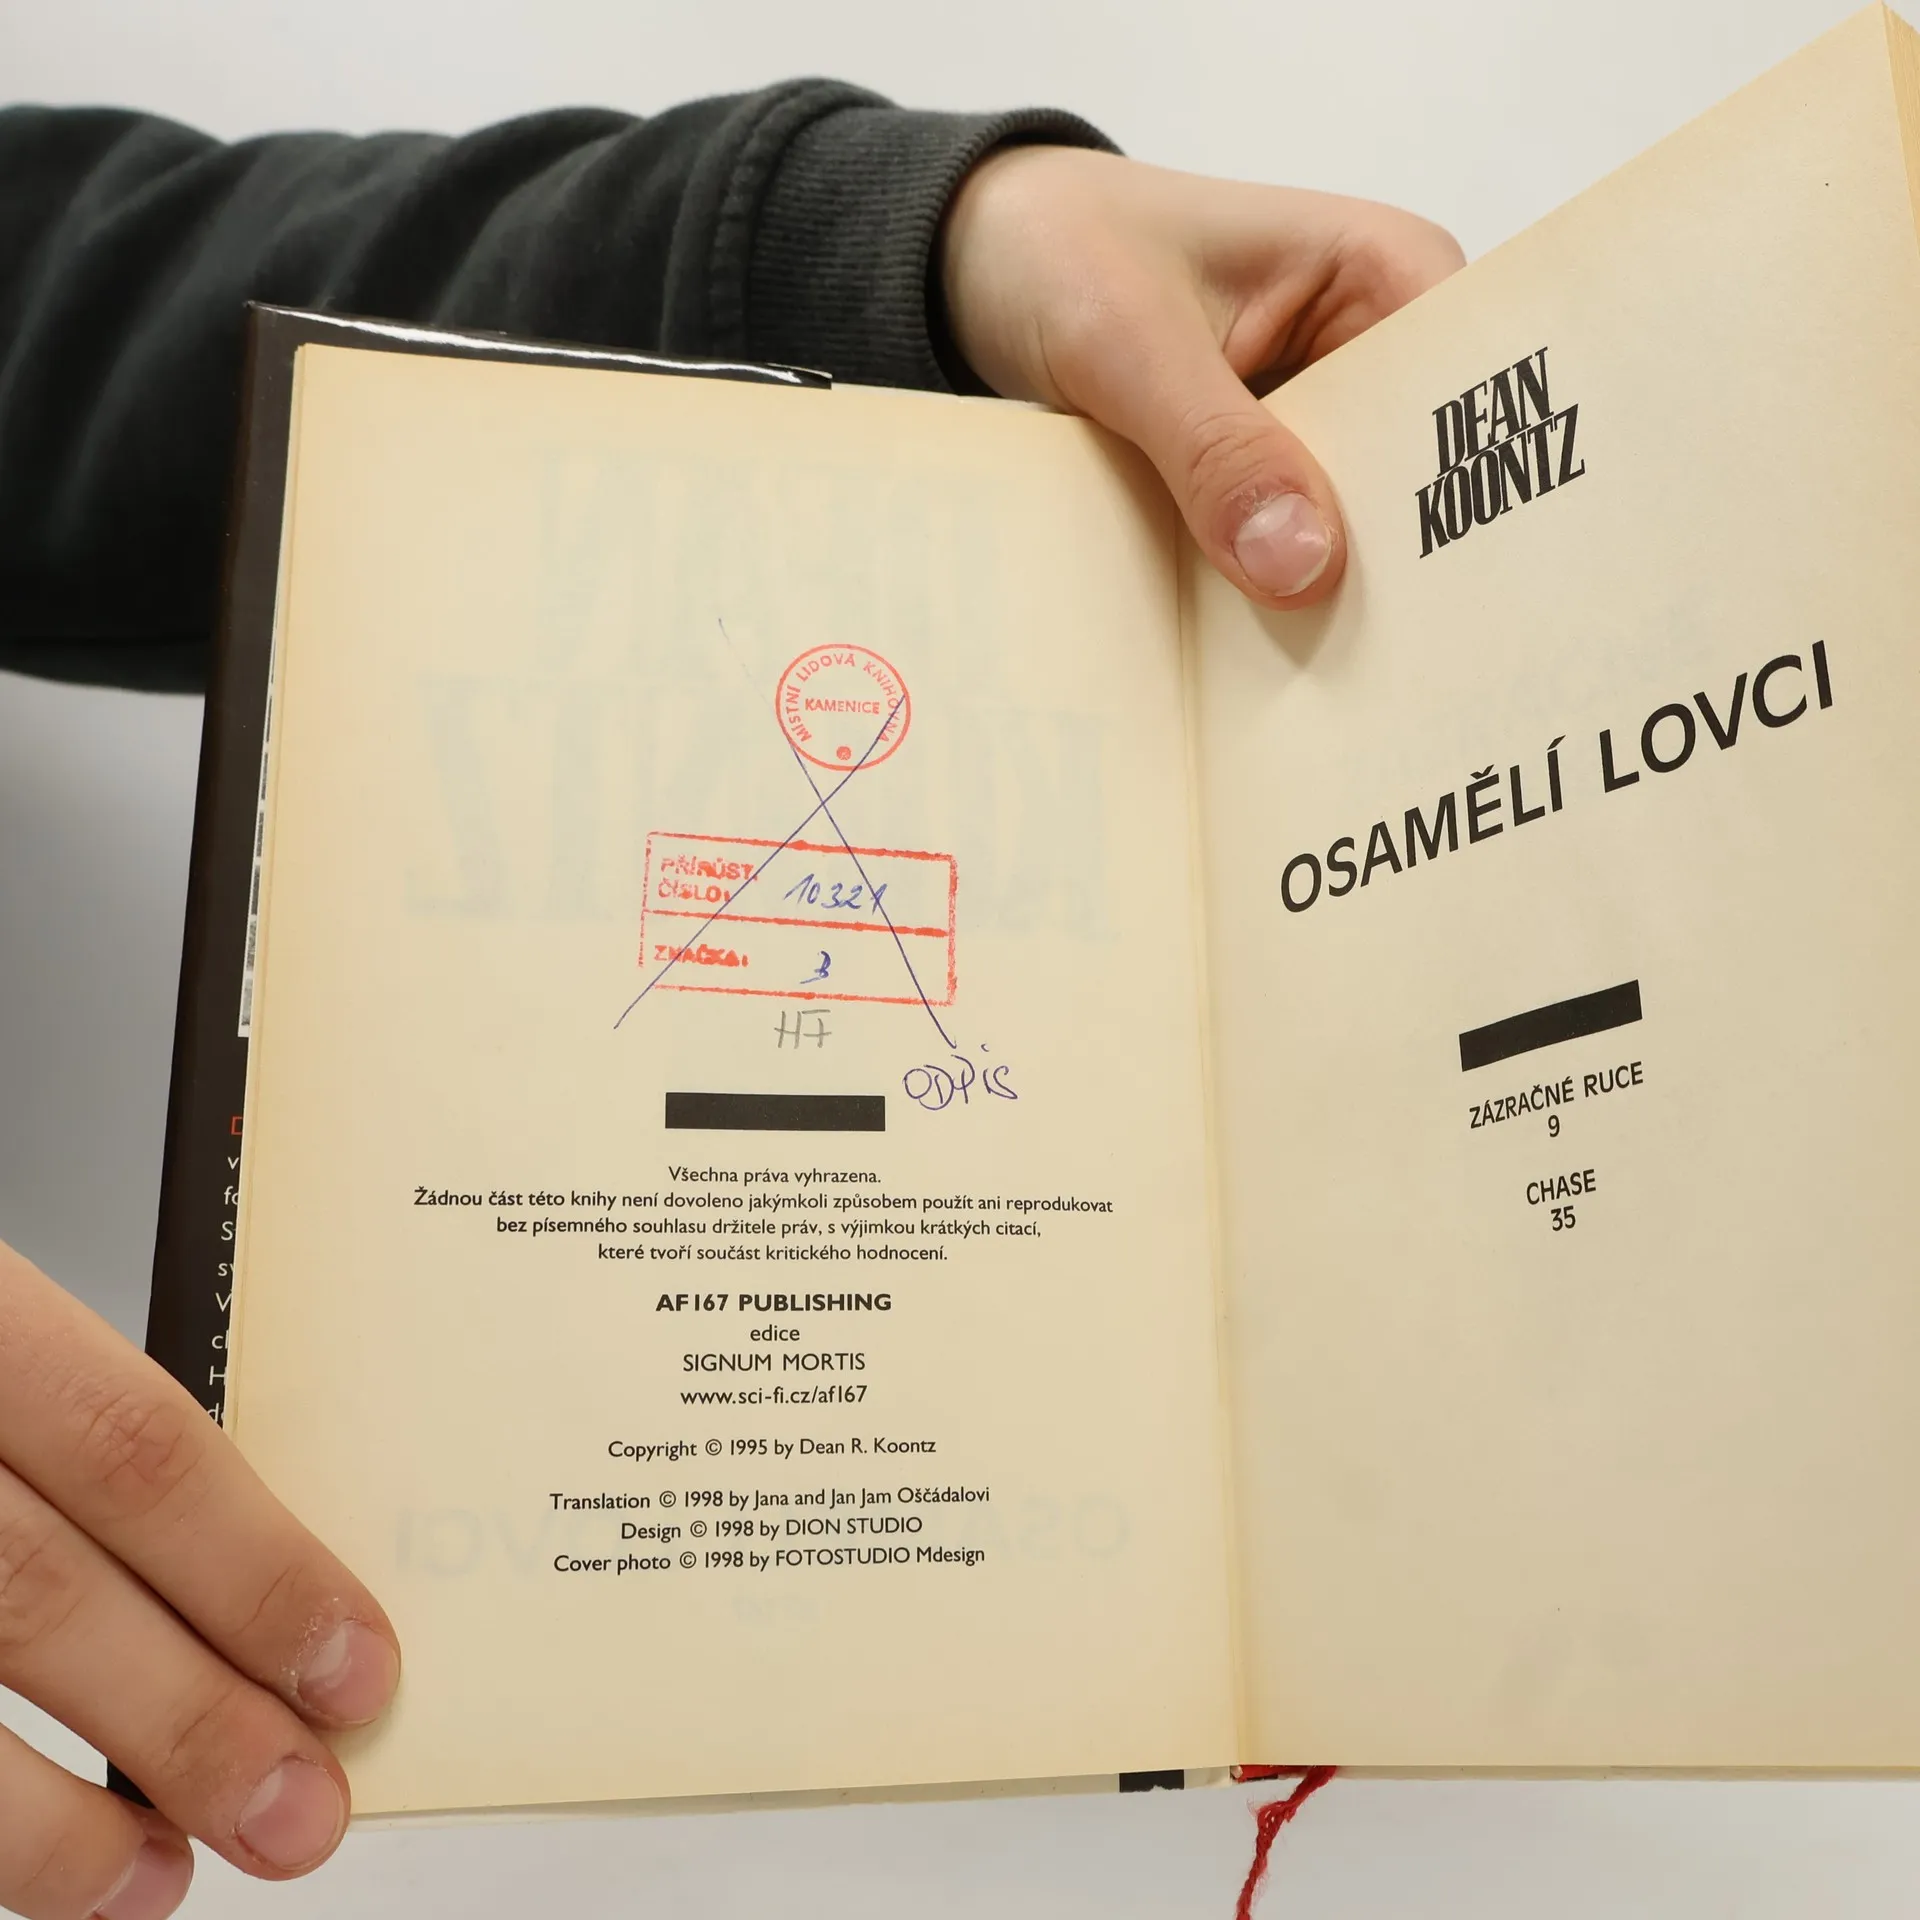 MÍSTNÍ LIDOVÁ KNIHOVNA
KAMENICE
PŘÍRŮST.
ČÍSLO: 10321
ZNAČKA: B
HF
ODPIS
Všechna práva vyhrazena.
Žádnou část této knihy není dovoleno jakýmkoli způsobem použít ani reprodukovat
bez písemného souhlasu držitele práv, s výjimkou krátkých citací,
které tvoří součást kritického hodnocení.
AF167 PUBLISHING
edice
SIGNUM MORTIS
www.sci-fi.cz/af167
Copyright © 1995 by Dean R. Koontz
Translation © 1998 by Jana and Jan Jam Oščádalovi
Design © 1998 by DION STUDIO
Cover photo © 1998 by FOTOSTUDIO Mdesign
DEAN
KOONTZ
OSAMĚLÍ LOVCI
ZÁZRAČNÉ RUCE
9
CHASE
35